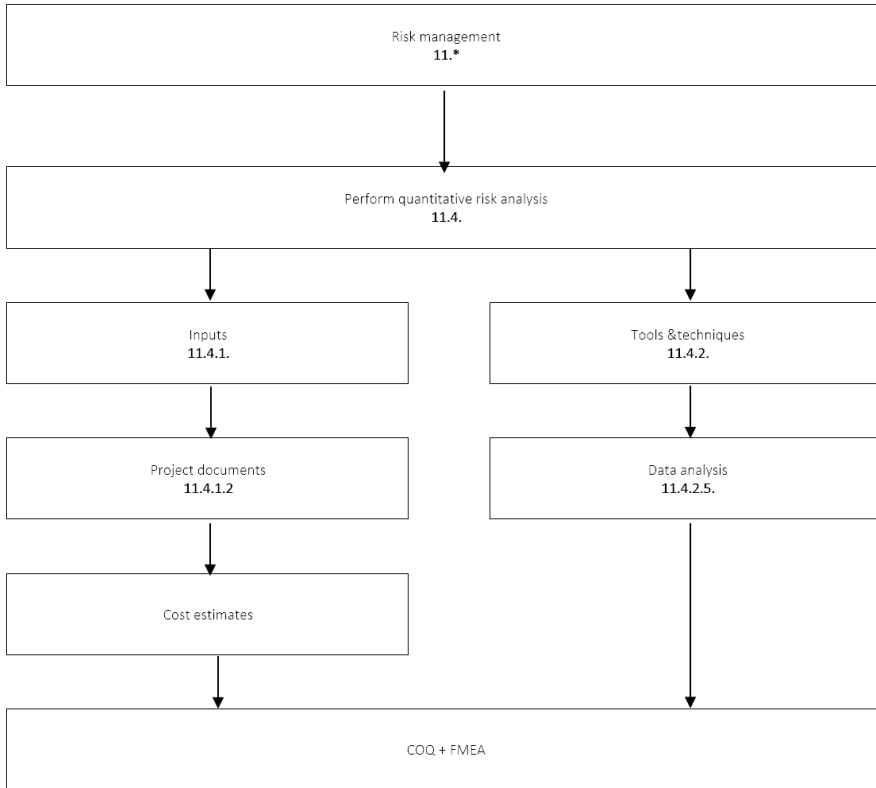 Risk management
11.*
Perform quantitative risk analysis
11.4.
Inputs
11.4.1.
Tools &techniques
11.4.2.
Project documents
11.4.1.2
Data analysis
11.4.2.5.
Cost estimates
COQ + FMEA